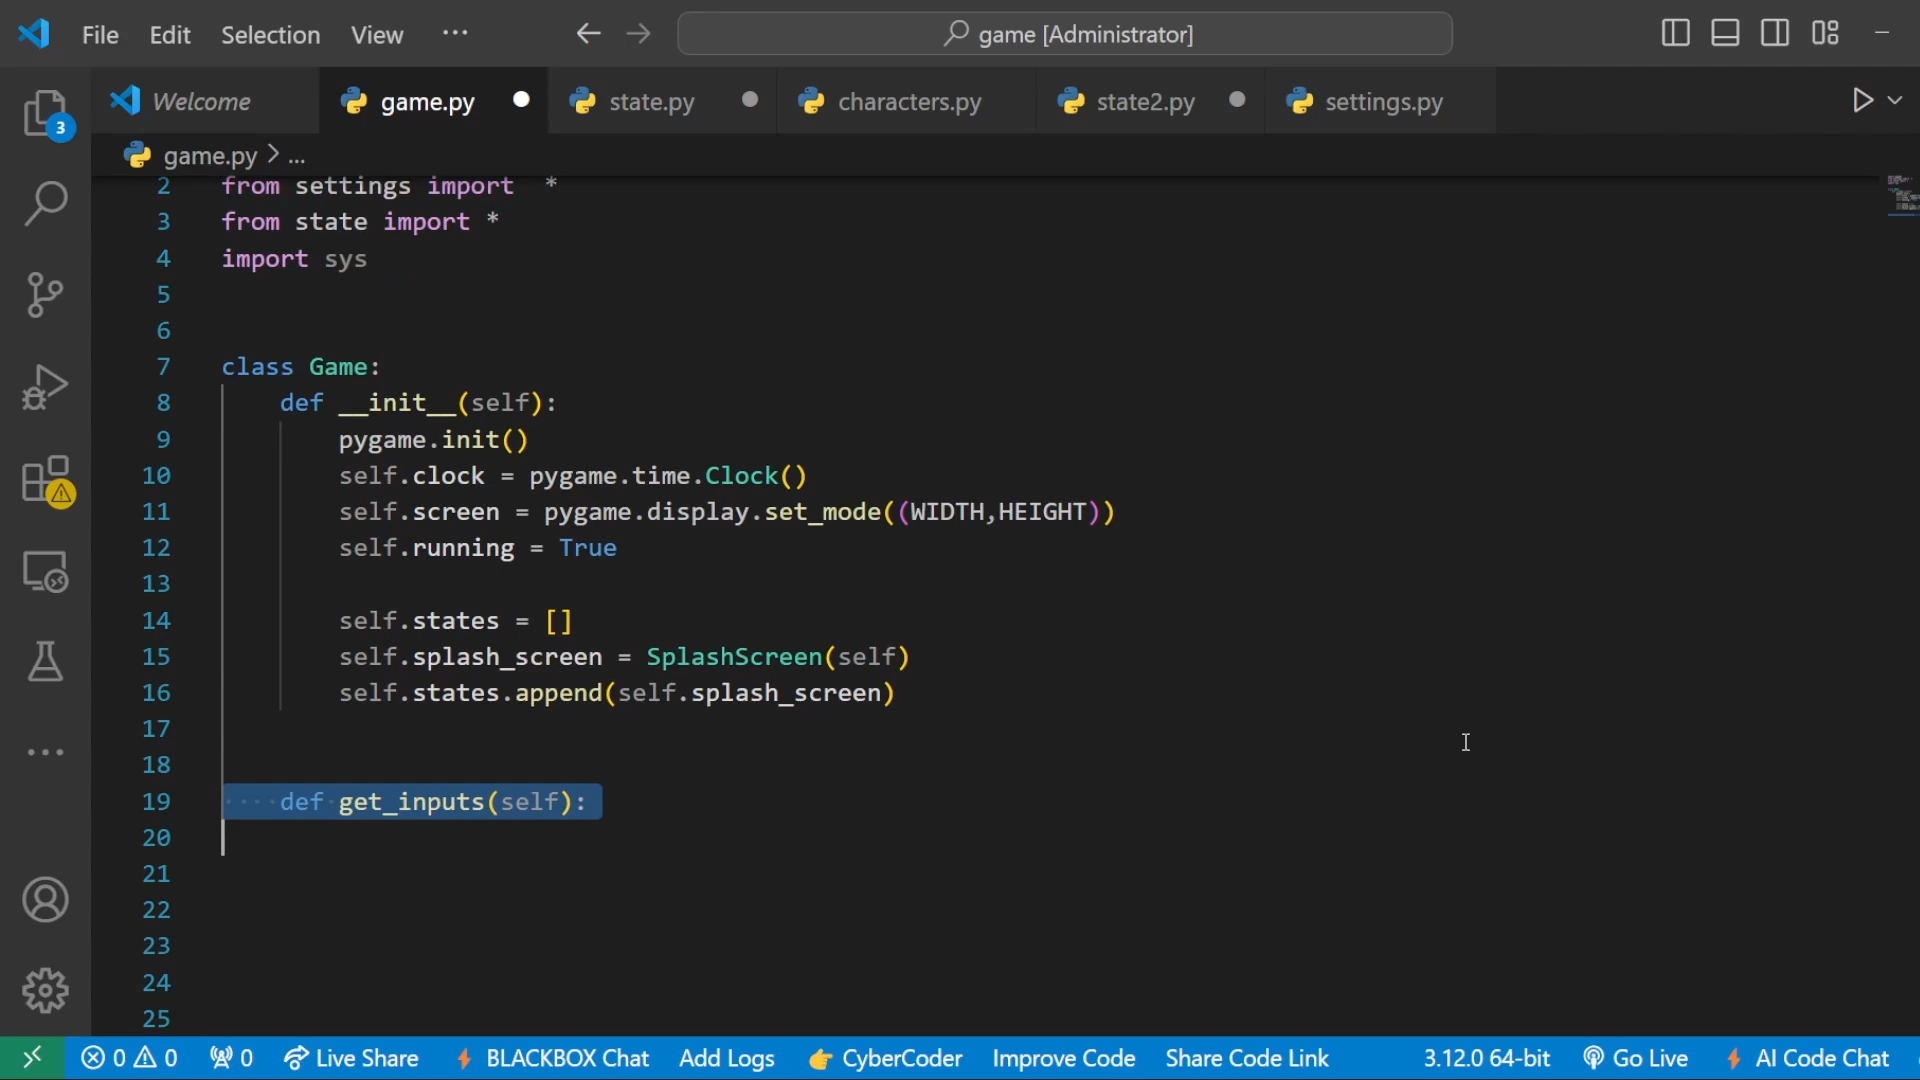 File Edit Selection View ··· game [Administrator]
Welcome game.py state.py characters.py state2.py settings.py
game.py > ...
3
2 from settings import *
3 from state import *
4 import sys
5
6
7 class Game:
8 def __init__(self):
9 pygame.init()
10 self.clock = pygame.time.Clock()
11 self.screen = pygame.display.set_mode((WIDTH,HEIGHT))
12 self.running = True
13
14 self.states = []
15 self.splash_screen = SplashScreen(self)
16 self.states.append(self.splash_screen)
17
18
19 ····def·get_inputs(self):
20
21
22
23
24
25
0 0 0 Live Share BLACKBOX Chat Add Logs CyberCoder Improve Code Share Code Link 3.12.0 64-bit Go Live AI Code Chat